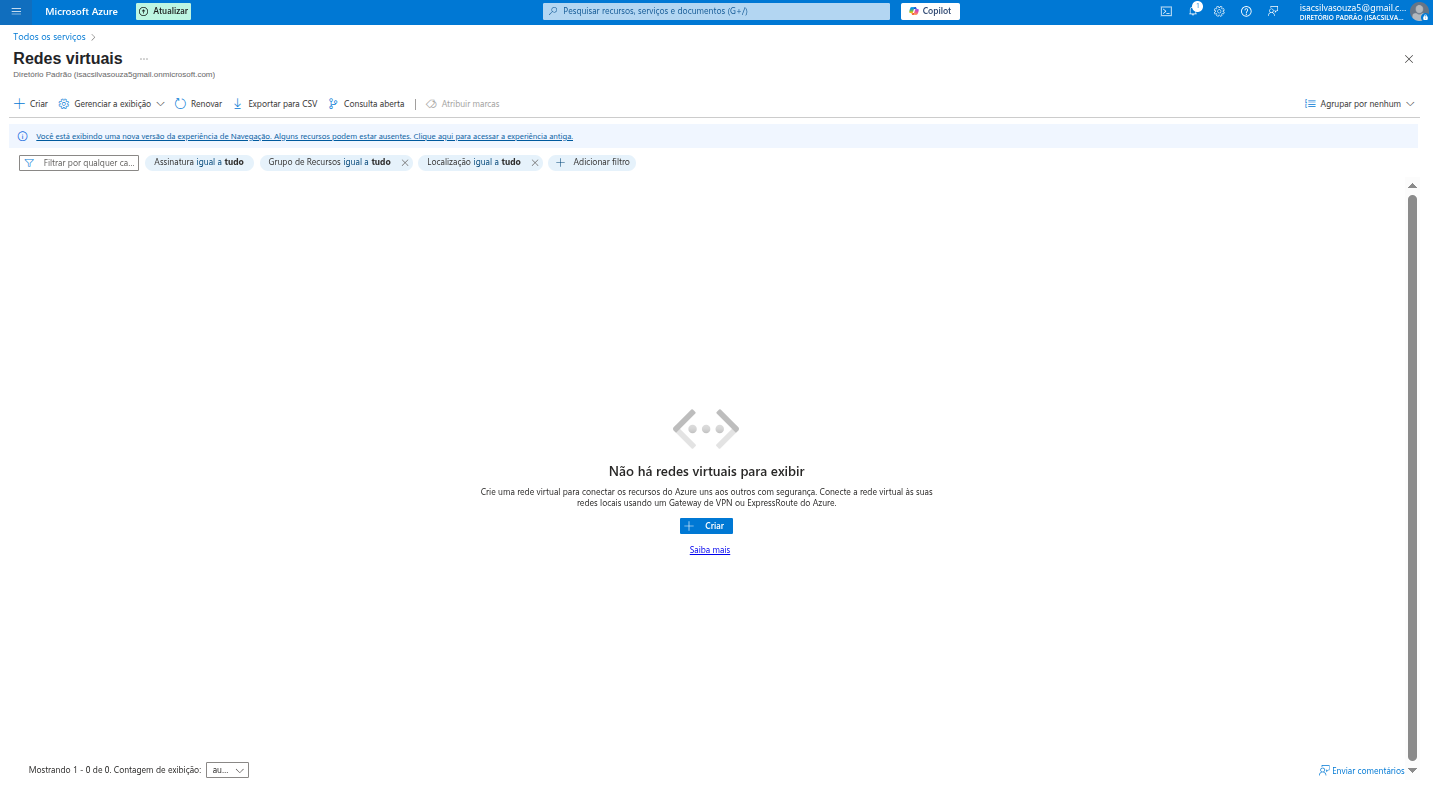 Microsoft Azure
Atualizar
Pesquisar recursos, serviços e documentos (G+/)
Copilot
1
isacsilvasouza5@gmail.c...
DIRETÓRIO PADRÃO (ISACSILVA...
Todos os serviços
Redes virtuais
...
Diretório Padrão (isacsilvasouza5gmail.onmicrosoft.com)
Criar
Gerenciar a exibição
Renovar
Exportar para CSV
Consulta aberta
Atribuir marcas
Agrupar por nenhum
Você está exibindo uma nova versão da experiência de Navegação. Alguns recursos podem estar ausentes. Clique aqui para acessar a experiência antiga.
Filtrar por qualquer ca...
Assinatura igual a tudo
Grupo de Recursos igual a tudo
Localização igual a tudo
Adicionar filtro
Não há redes virtuais para exibir
Crie uma rede virtual para conectar os recursos do Azure uns aos outros com segurança. Conecte a rede virtual às suas
redes locais usando um Gateway de VPN ou ExpressRoute do Azure.
Criar
Saiba mais
Mostrando 1 - 0 de 0. Contagem de exibição:
au...
Enviar comentários